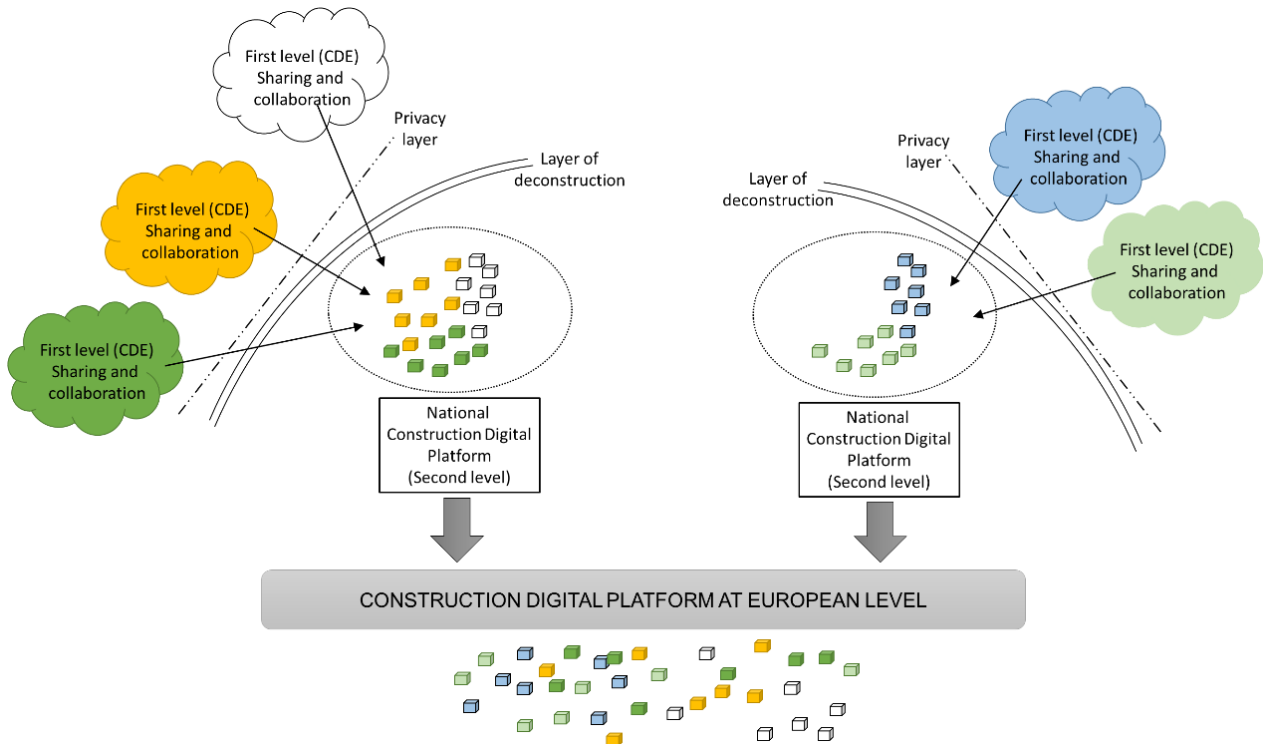 First level (CDE)
Sharing and
collaboration
Privacy
layer
Layer of
deconstruction
First level (CDE)
Sharing and
collaboration
First level (CDE)
Sharing and
collaboration
National
Construction Digital
Platform
(Second level)
Privacy
layer
Layer of
deconstruction
First level (CDE)
Sharing and
collaboration
First level (CDE)
Sharing and
collaboration
National
Construction Digital
Platform
(Second level)
CONSTRUCTION DIGITAL PLATFORM AT EUROPEAN LEVEL